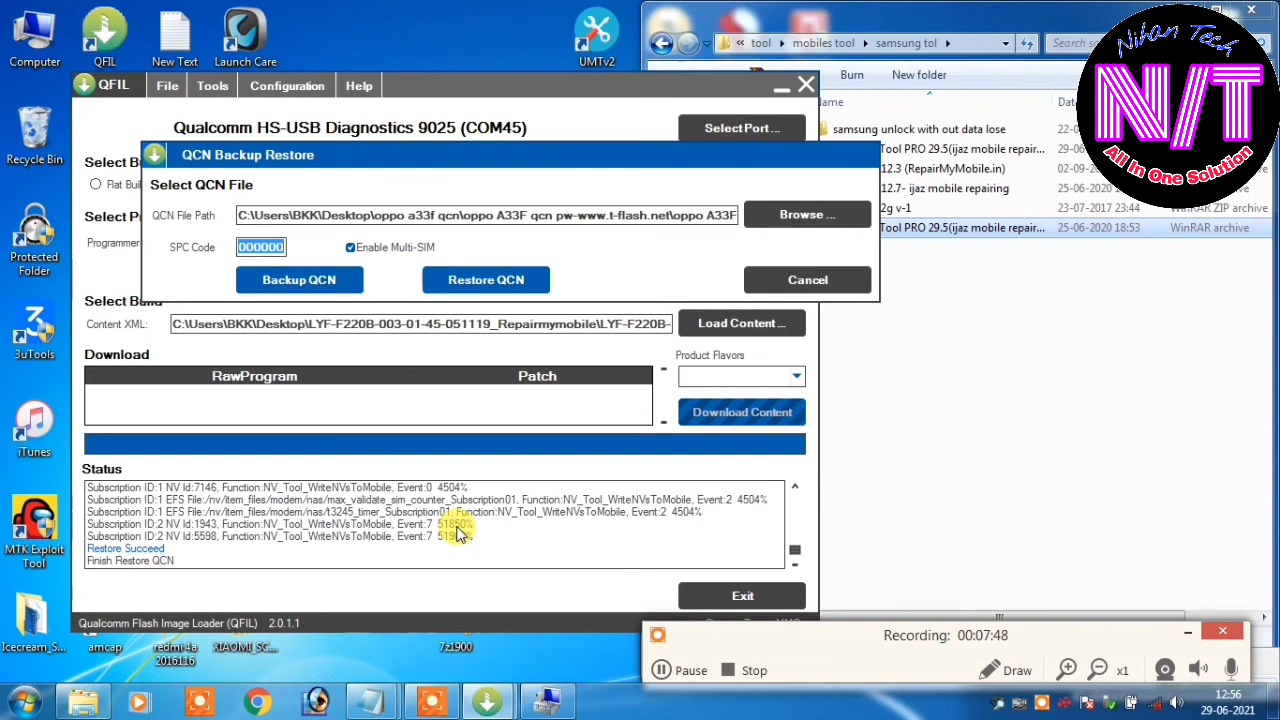 Computer
QFIL
New Text
Launch Care
UMTv2
Recycle Bin
Protected Folder
3uTools
iTunes
MTK Exploit Tool
Icecream_S...
amcap
redmi 4a 2016116
XIAOMI_SC...
7z1900
QFIL
File
Tools
Configuration
Help
Qualcomm HS-USB Diagnostics 9025 (COM45)
Select Port ...
Select B
Flat Buil
Select P
Programmer
QCN Backup Restore
Select QCN File
QCN File Path
C:\Users\BKK\Desktop\oppo a33f qcn\oppo A33F qcn pw-www.t-flash.net\oppo A33F
Browse ...
SPC Code
000000
Enable Multi-SIM
Backup QCN
Restore QCN
Cancel
Select Build
Content XML:
C:\Users\BKK\Desktop\LYF-F220B-003-01-45-051119_Repairmymobile\LYF-F220B-
Load Content ...
Download
Product Flavors
RawProgram
Patch
Download Content
Status
Subscription ID:1 NV Id:7146, Function:NV_Tool_WriteNVsToMobile, Event:0 4504%
Subscription ID:1 EFS File:/nv/item_files/modem/nas/max_validate_sim_counter_Subscription01, Function:NV_Tool_WriteNVsToMobile, Event:2 4504%
Subscription ID:1 EFS File:/nv/item_files/modem/nas/t3245_timer_Subscription01, Function:NV_Tool_WriteNVsToMobile, Event:2 4504%
Subscription ID:2 NV Id:1943, Function:NV_Tool_WriteNVsToMobile, Event:7 51850%
Subscription ID:2 NV Id:5598, Function:NV_Tool_WriteNVsToMobile, Event:7
Restore Succeed
Finish Restore QCN
Exit
Qualcomm Flash Image Loader (QFIL) 2.0.1.1
« tool
mobiles tool
samsung tol
Search s
Burn
New folder
Name
Da
samsung unlock with out data lose
22-0
Tool PRO 29.5(ijaz mobile repair...
29-06
12.3 (RepairMyMobile.in)
02-09-
12.7- ijaz mobile repairing
25-06-2020
2g v-1
23-07-2017 23:44
WinRAR ZIP archive
Tool PRO 29.5(ijaz mobile repair...
25-06-2020 18:53
WinRAR archive
Nihan Tech
N/T
All In One Solution
Recording: 00:07:48
Pause
Stop
Draw
x1
12:56
29-06-2021